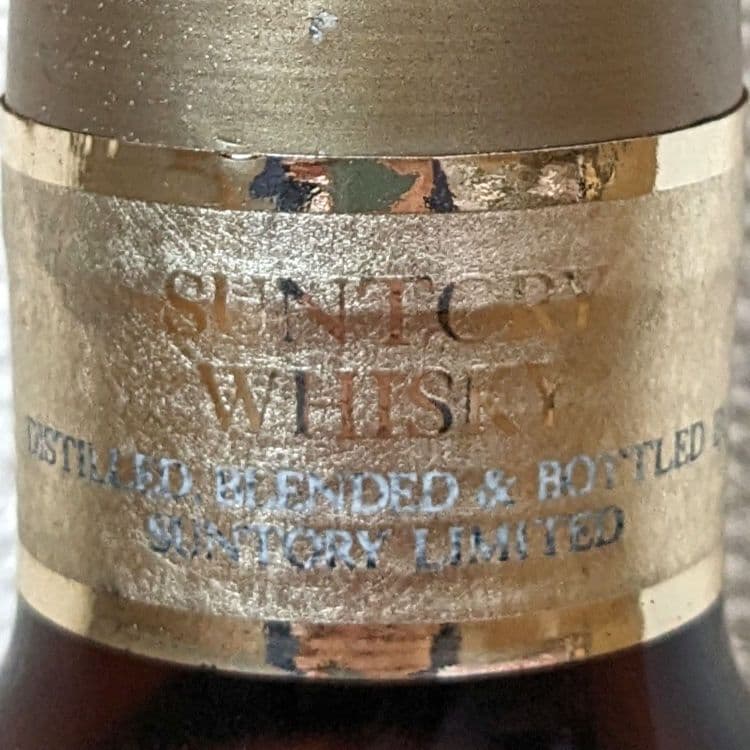 SUNTORY
WHISKY
DISTILLED, BLENDED & BOTTLED
SUNTORY LIMITED